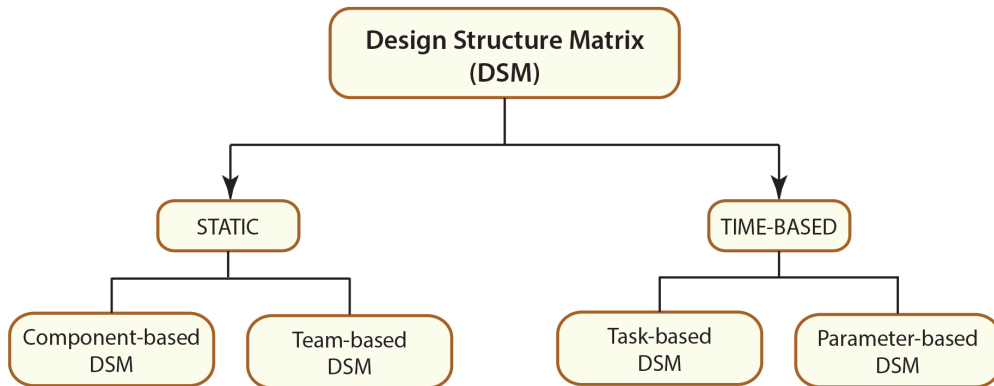 Design Structure Matrix
(DSM)
STATIC
TIME-BASED
Component-based
DSM
Team-based
DSM
Task-based
DSM
Parameter-based
DSM